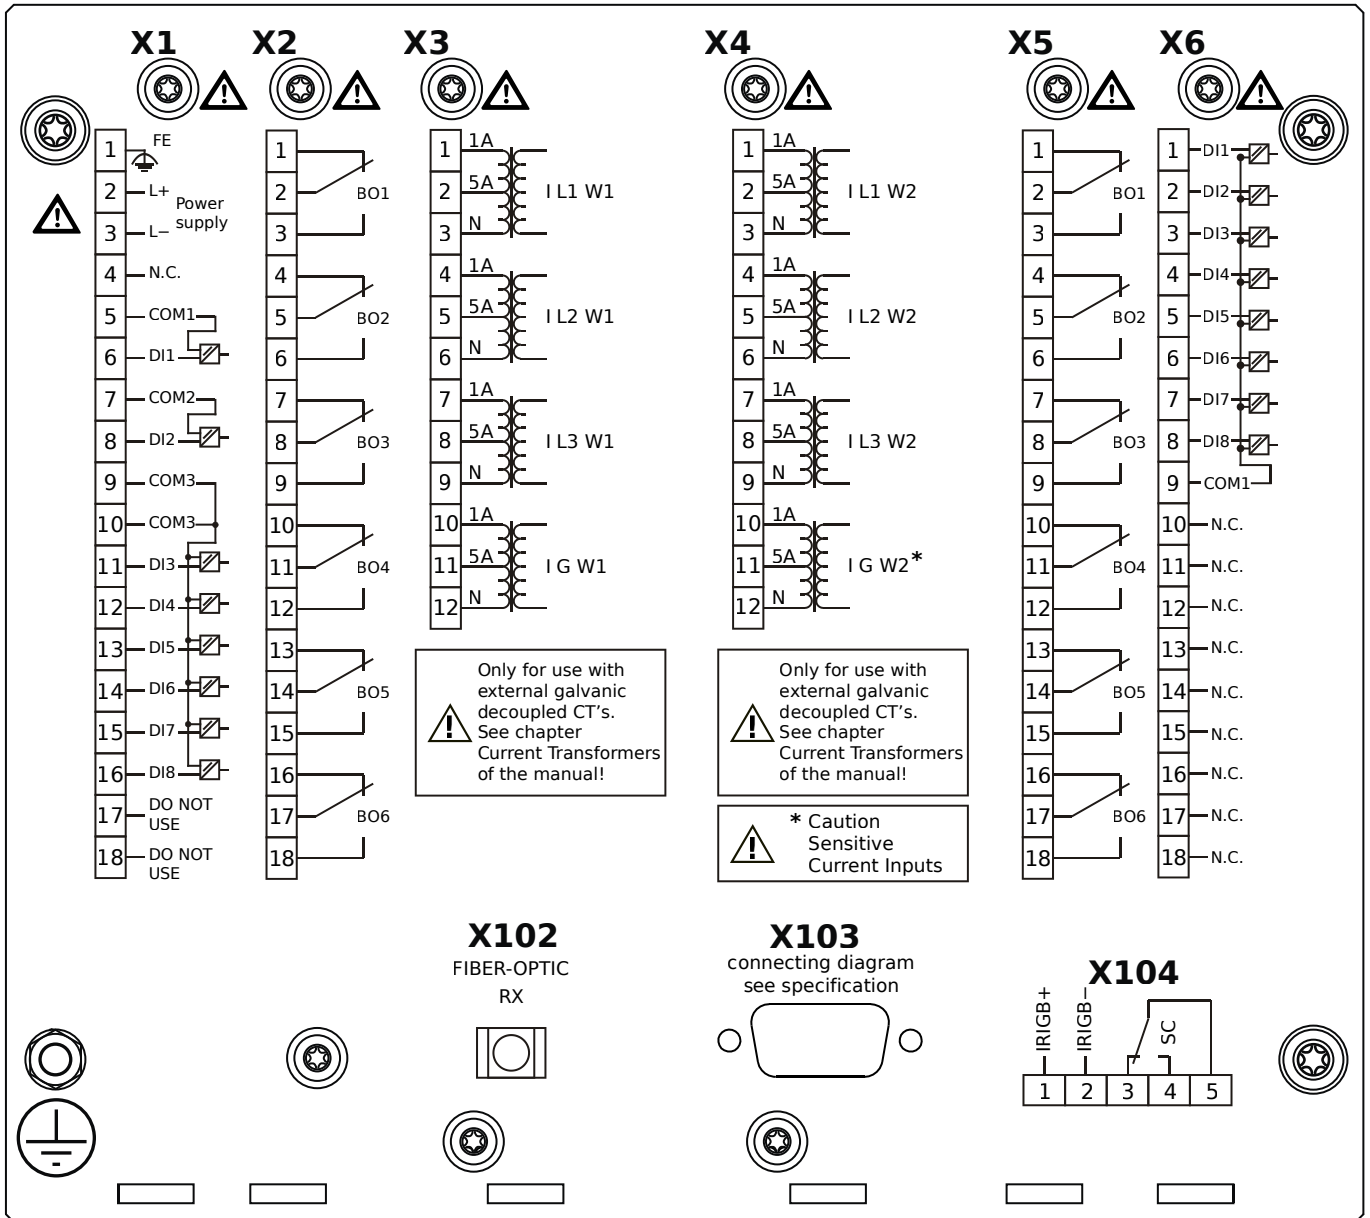 X1
X2
X3
X4
X5
X6
1 FE
2 L+
Power
supply
3 L−
4 N.C.
5 COM1
6 DI1
7 COM2
8 DI2
9 COM3
10 COM3
11 DI3
12 DI4
13 DI5
14 DI6
15 DI7
16 DI8
17 DO NOT
USE
18 DO NOT
USE
1
2 BO1
3
4
5 BO2
6
7
8 BO3
9
10
11 BO4
12
13
14 BO5
15
16
17 BO6
18
1 1A
2 5A I L1 W1
3 N
4 1A
5 5A I L2 W1
6 N
7 1A
8 5A I L3 W1
9 N
10 1A
11 5A I G W1
12 N
Only for use with
external galvanic
decoupled CT's.
See chapter
Current Transformers
of the manual!
1 1A
2 5A I L1 W2
3 N
4 1A
5 5A I L2 W2
6 N
7 1A
8 5A I L3 W2
9 N
10 1A
11 5A I G W2*
12 N
Only for use with
external galvanic
decoupled CT's.
See chapter
Current Transformers
of the manual!
* Caution
Sensitive
Current Inputs
1
2 BO1
3
4
5 BO2
6
7
8 BO3
9
10
11 BO4
12
13
14 BO5
15
16
17 BO6
18
1 DI1
2 DI2
3 DI3
4 DI4
5 DI5
6 DI6
7 DI7
8 DI8
9 COM1
10 N.C.
11 N.C.
12 N.C.
13 N.C.
14 N.C.
15 N.C.
16 N.C.
17 N.C.
18 N.C.
X102
FIBER-OPTIC
RX
X103
connecting diagram
see specification
X104
IRIGB+
IRIGB−
SC
1 2 3 4 5